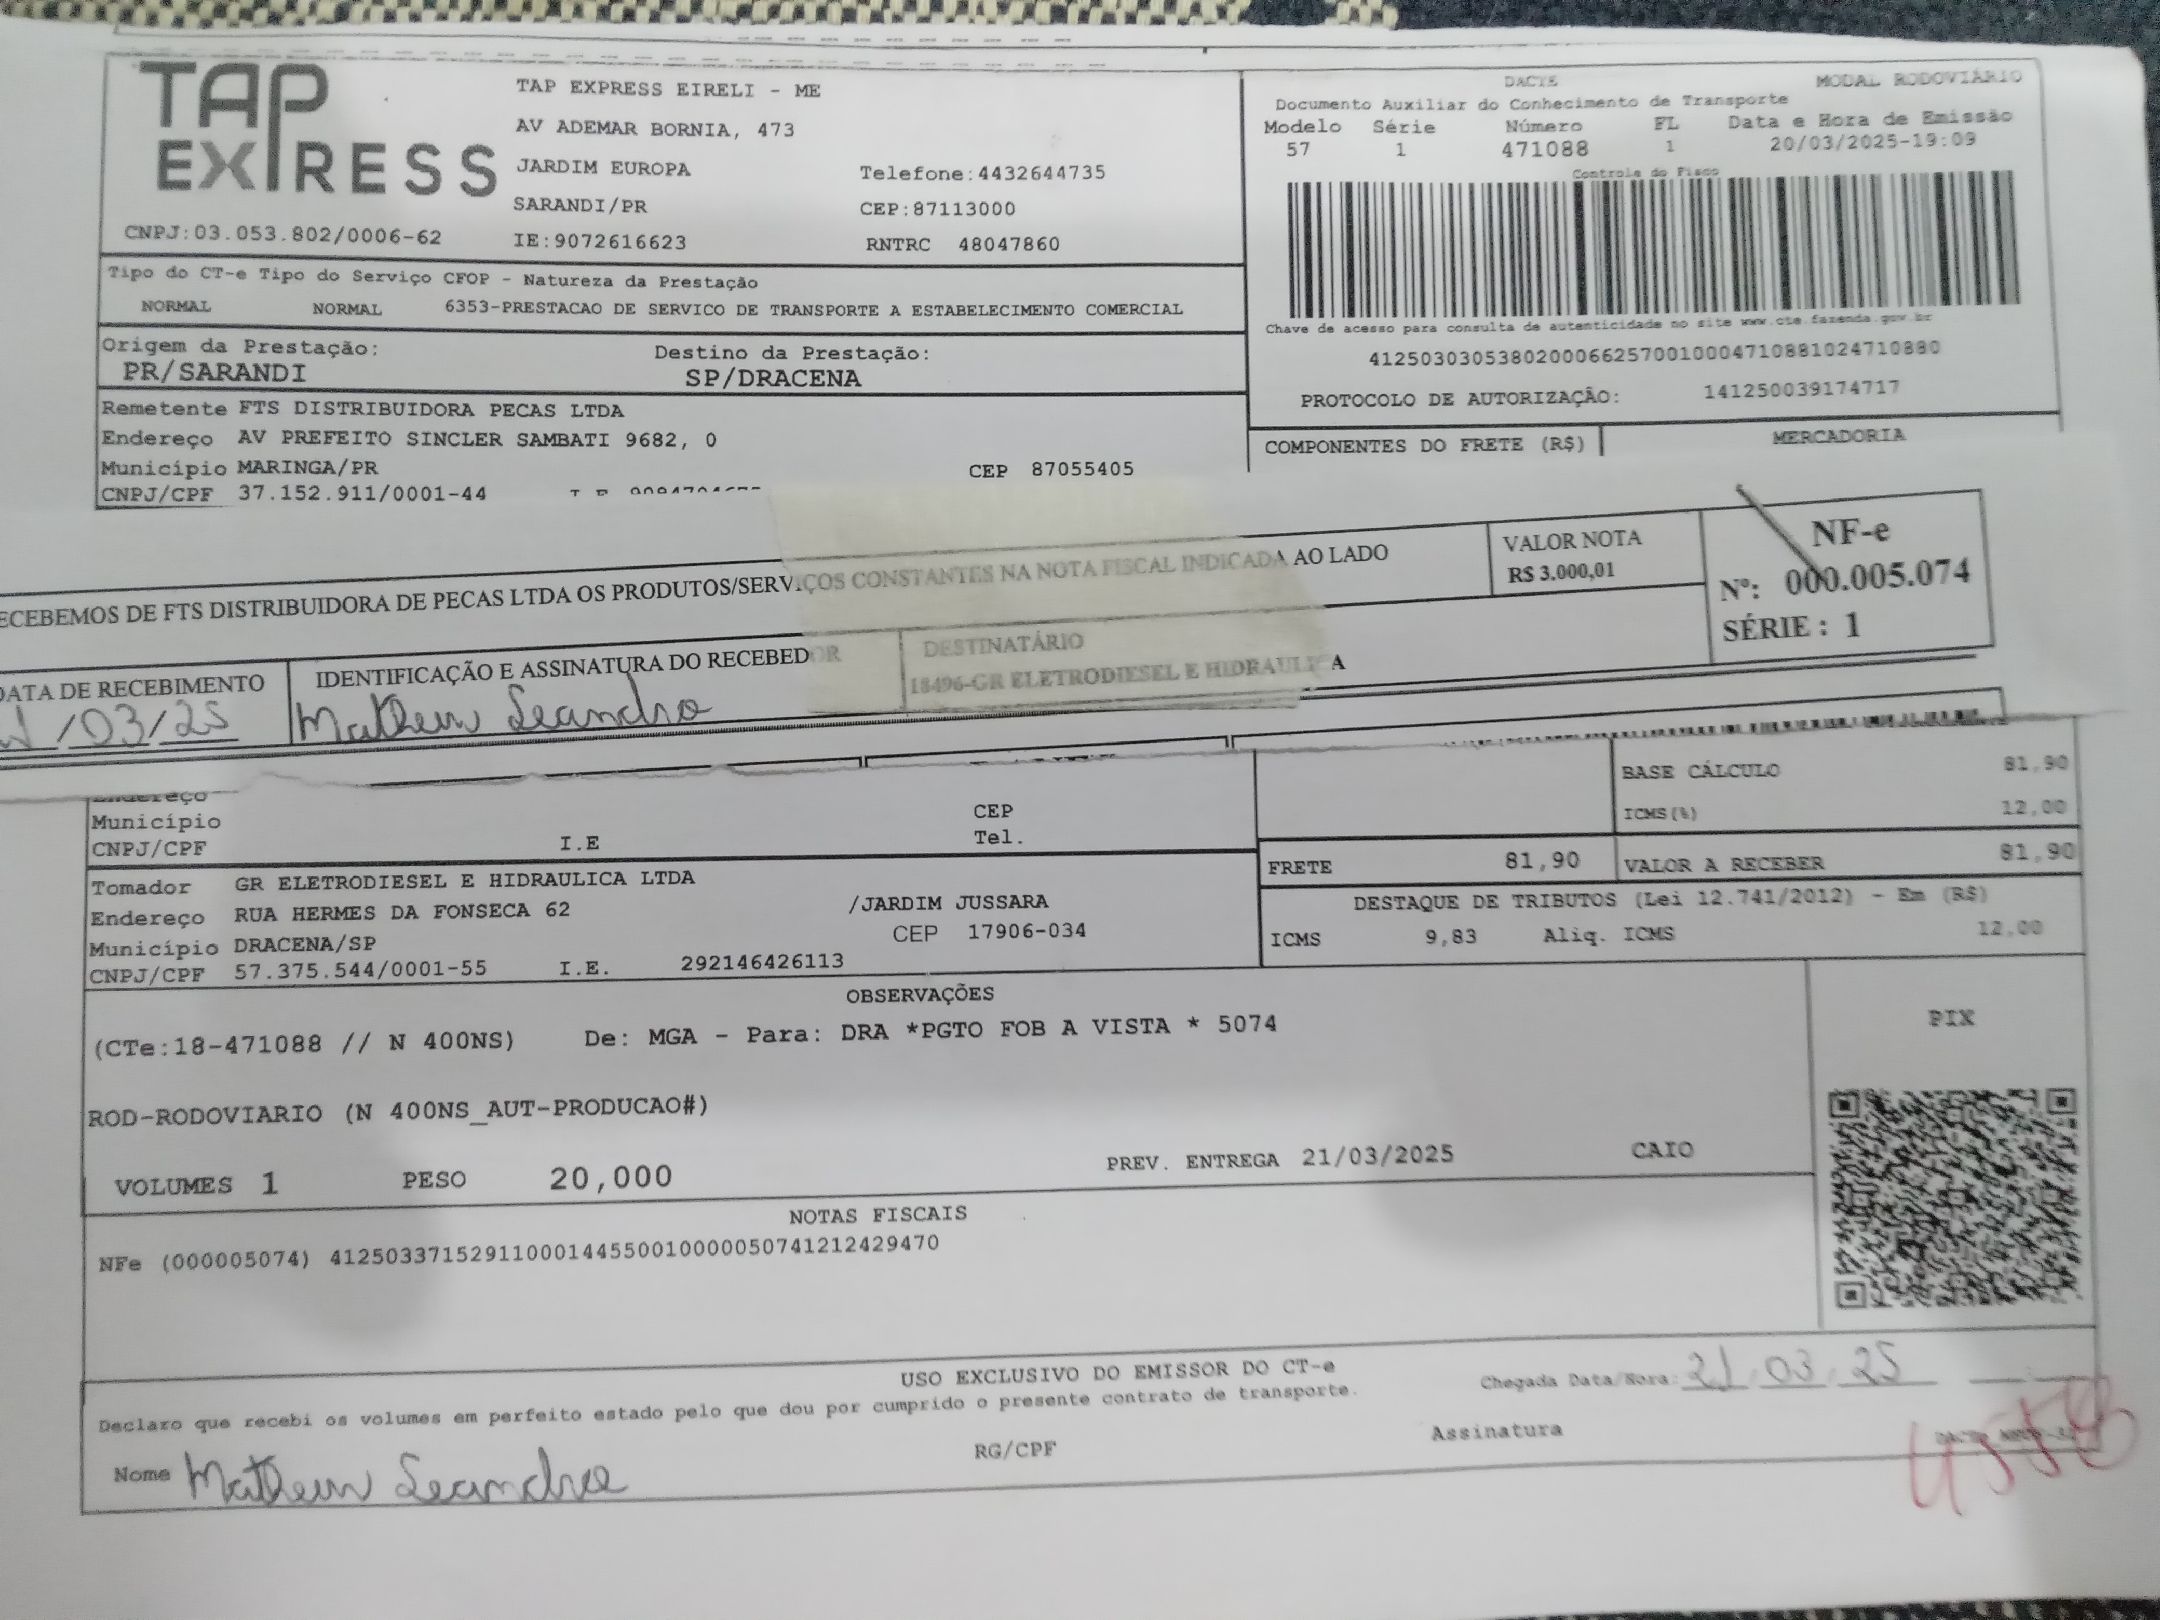 TAP EXPRESS
TAP EXPRESS EIRELI - ME
AV ADEMAR BORNIA, 473
JARDIM EUROPA Telefone:4432644735
SARANDI/PR CEP:87113000
CNPJ:03.053.802/0006-62 IE:9072616623 RNTRC 48047860
DACTE MODAL RODOVIÁRIO
Documento Auxiliar do Conhecimento de Transporte
Modelo Série Número FL Data e Hora de Emissão
57 1 471088 1 20/03/2025-19:09
Controle do Fisco
Chave de acesso para consulta de autenticidade no site www.cte.fazenda.gov.br
41250303053802000662570010004710881024710880
PROTOCOLO DE AUTORIZAÇÃO: 141250039174717
Tipo do CT-e Tipo do Serviço CFOP - Natureza da Prestação
NORMAL NORMAL 6353-PRESTACAO DE SERVICO DE TRANSPORTE A ESTABELECIMENTO COMERCIAL
Origem da Prestação: Destino da Prestação:
PR/SARANDI SP/DRACENA
Remetente FTS DISTRIBUIDORA PECAS LTDA
Endereço AV PREFEITO SINCLER SAMBATI 9682, 0
Município MARINGA/PR CEP 87055405
CNPJ/CPF 37.152.911/0001-44
COMPONENTES DO FRETE (R$) MERCADORIA
ECEBEMOS DE FTS DISTRIBUIDORA DE PECAS LTDA OS PRODUTOS/SERVIÇOS CONSTANTES NA NOTA FISCAL INDICADA AO LADO
VALOR NOTA
R$ 3.000,01
NF-e
Nº: 000.005.074
SÉRIE : 1
DATA DE RECEBIMENTO IDENTIFICAÇÃO E ASSINATURA DO RECEBEDOR DESTINATÁRIO
/03/25 Matheus Leandro 18496-GR ELETRODIESEL E HIDRAULICA
Endereço
Município CEP
CNPJ/CPF I.E Tel.
BASE CÁLCULO 81,90
ICMS(%) 12,00
FRETE 81,90 VALOR A RECEBER 81,90
Tomador GR ELETRODIESEL E HIDRAULICA LTDA
Endereço RUA HERMES DA FONSECA 62 /JARDIM JUSSARA
Município DRACENA/SP CEP 17906-034
CNPJ/CPF 57.375.544/0001-55 I.E. 292146426113
DESTAQUE DE TRIBUTOS (Lei 12.741/2012) - Em (R$)
ICMS 9,83 Aliq. ICMS 12,00
OBSERVAÇÕES
(CTe:18-471088 // N 400NS) De: MGA - Para: DRA *PGTO FOB A VISTA * 5074
PIX
ROD-RODOVIARIO (N 400NS_AUT-PRODUCAO#)
VOLUMES 1 PESO 20,000 PREV. ENTREGA 21/03/2025 CAIO
NOTAS FISCAIS
NFe (000005074) 41250337152911000144550010000050741212429470
USO EXCLUSIVO DO EMISSOR DO CT-e
Declaro que recebi os volumes em perfeito estado pelo que dou por cumprido o presente contrato de transporte.
Chegada Data/Hora: 21 03 25
Nome Matheus Leandro RG/CPF Assinatura